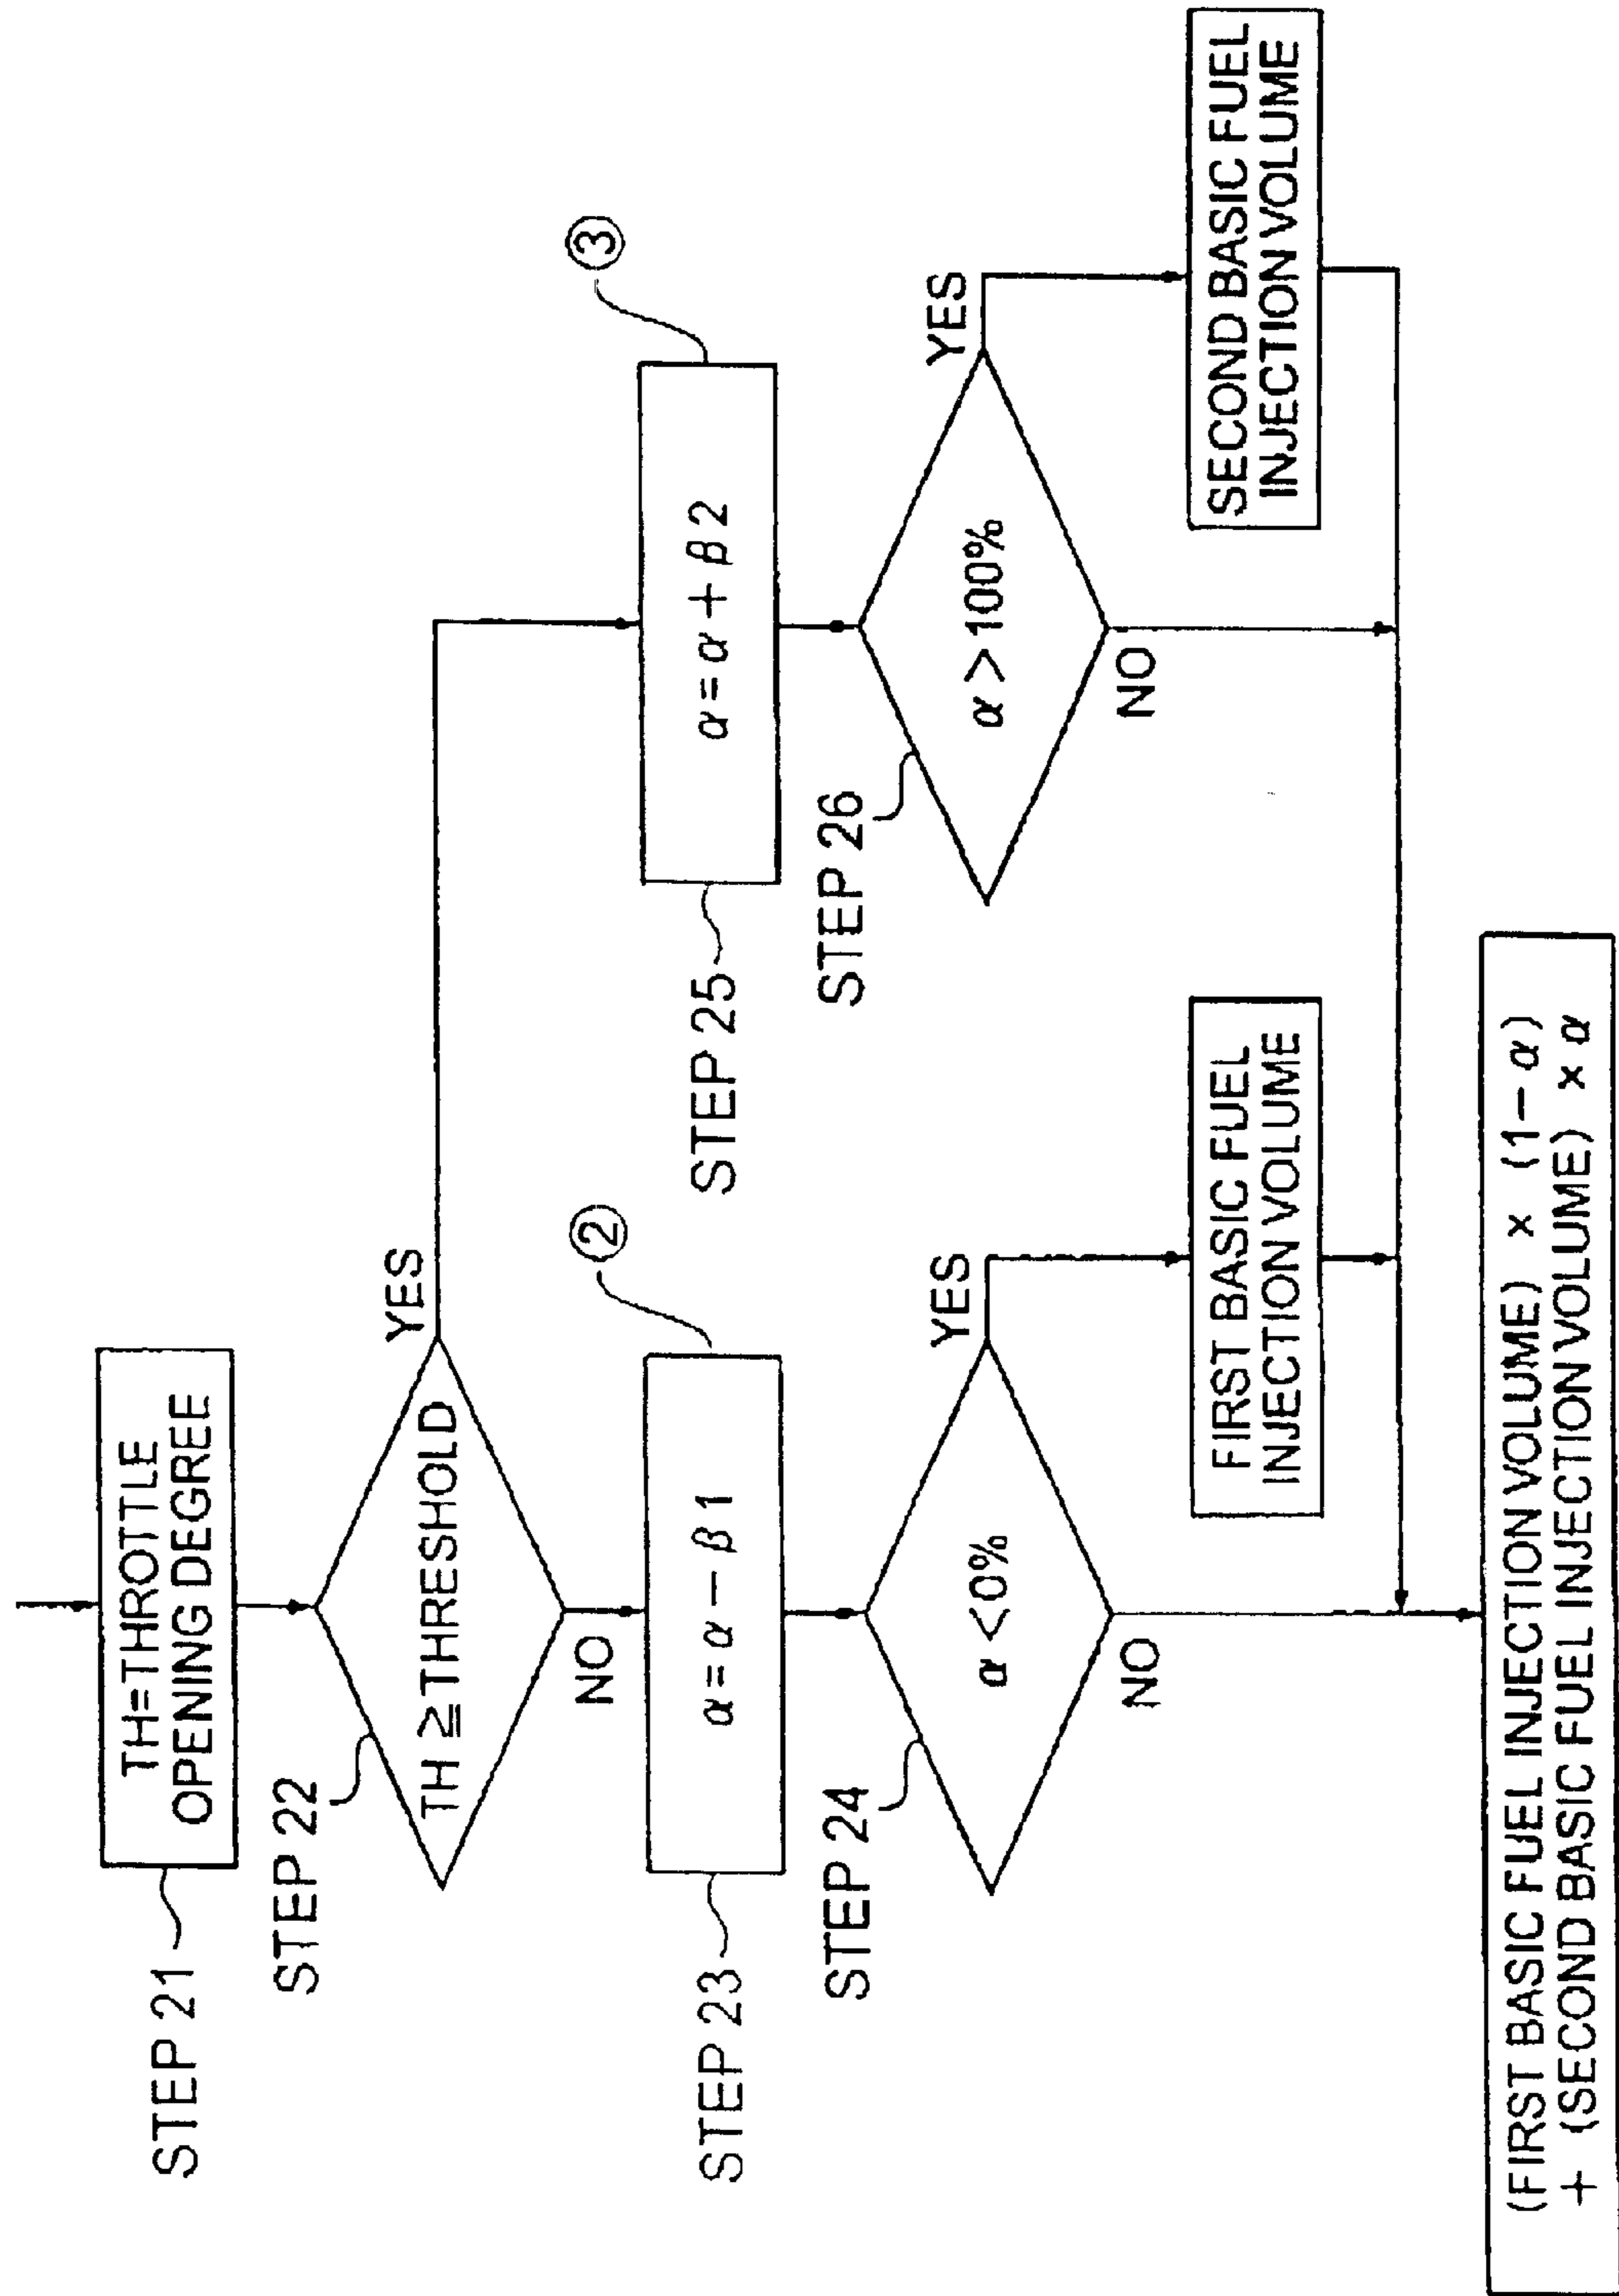 TH=THROTTLE
OPENING DEGREE
STEP 21
STEP 22
TH ≧ THRESHOLD
YES
NO
②
α = α − β 1
STEP 23
③
α = α + β 2
STEP 25
STEP 24
α < 0%
YES
NO
STEP 26
α > 100%
YES
NO
FIRST BASIC FUEL
INJECTION VOLUME
SECOND BASIC FUEL
INJECTION VOLUME
(FIRST BASIC FUEL INJECTION VOLUME) × (1− α)
+ (SECOND BASIC FUEL INJECTION VOLUME) × α